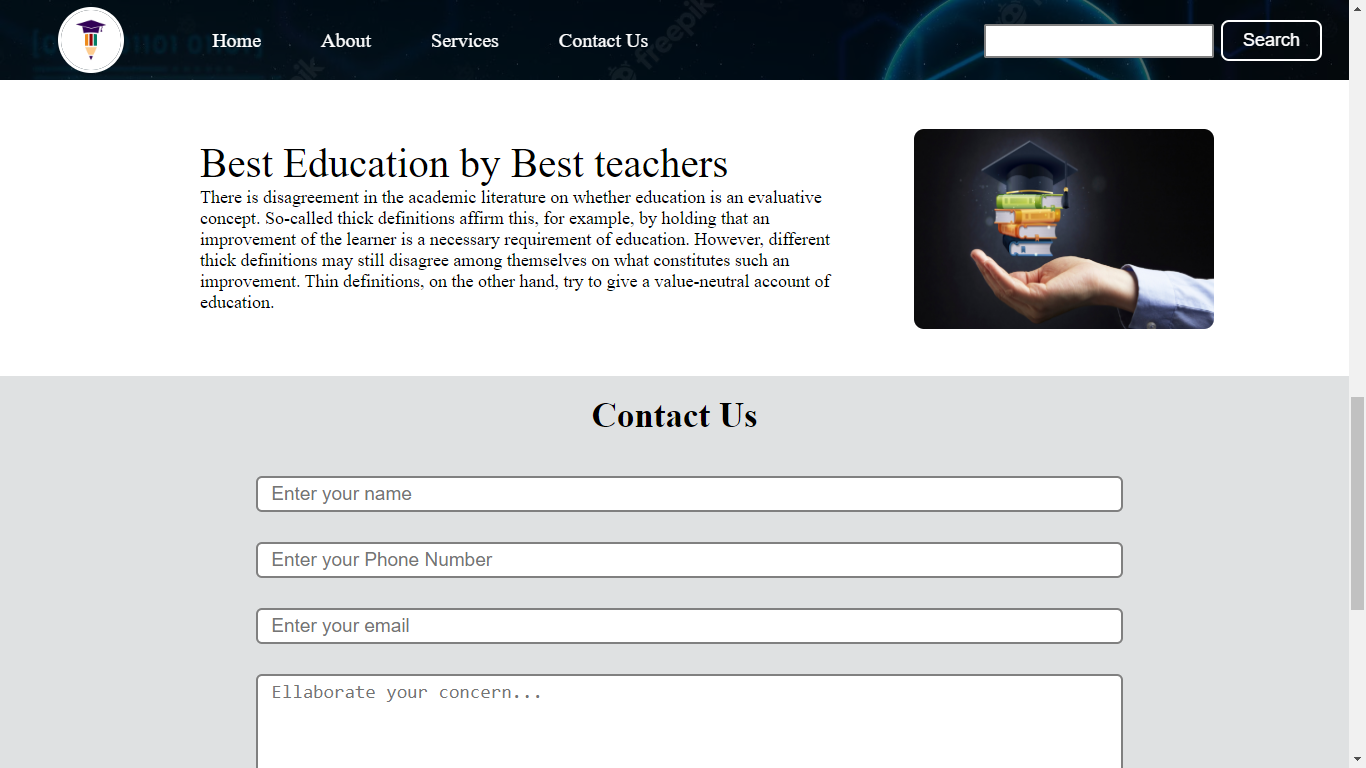 Home About Services Contact Us Search
freepik
Best Education by Best teachers
There is disagreement in the academic literature on whether education is an evaluative
concept. So-called thick definitions affirm this, for example, by holding that an
improvement of the learner is a necessary requirement of education. However, different
thick definitions may still disagree among themselves on what constitutes such an
improvement. Thin definitions, on the other hand, try to give a value-neutral account of
education.
Contact Us
Enter your name
Enter your Phone Number
Enter your email
Ellaborate your concern...